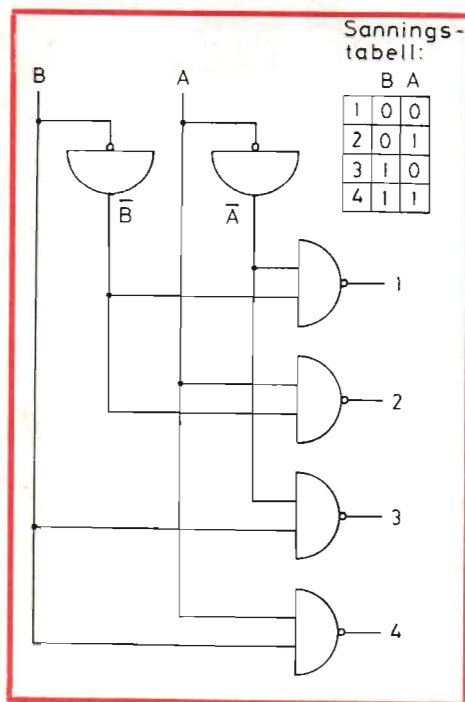 Sannings-
tabell:
B A
B A
1 0 0
2 0 1
3 1 0
4 1 1
B̅ A̅
1
2
3
4